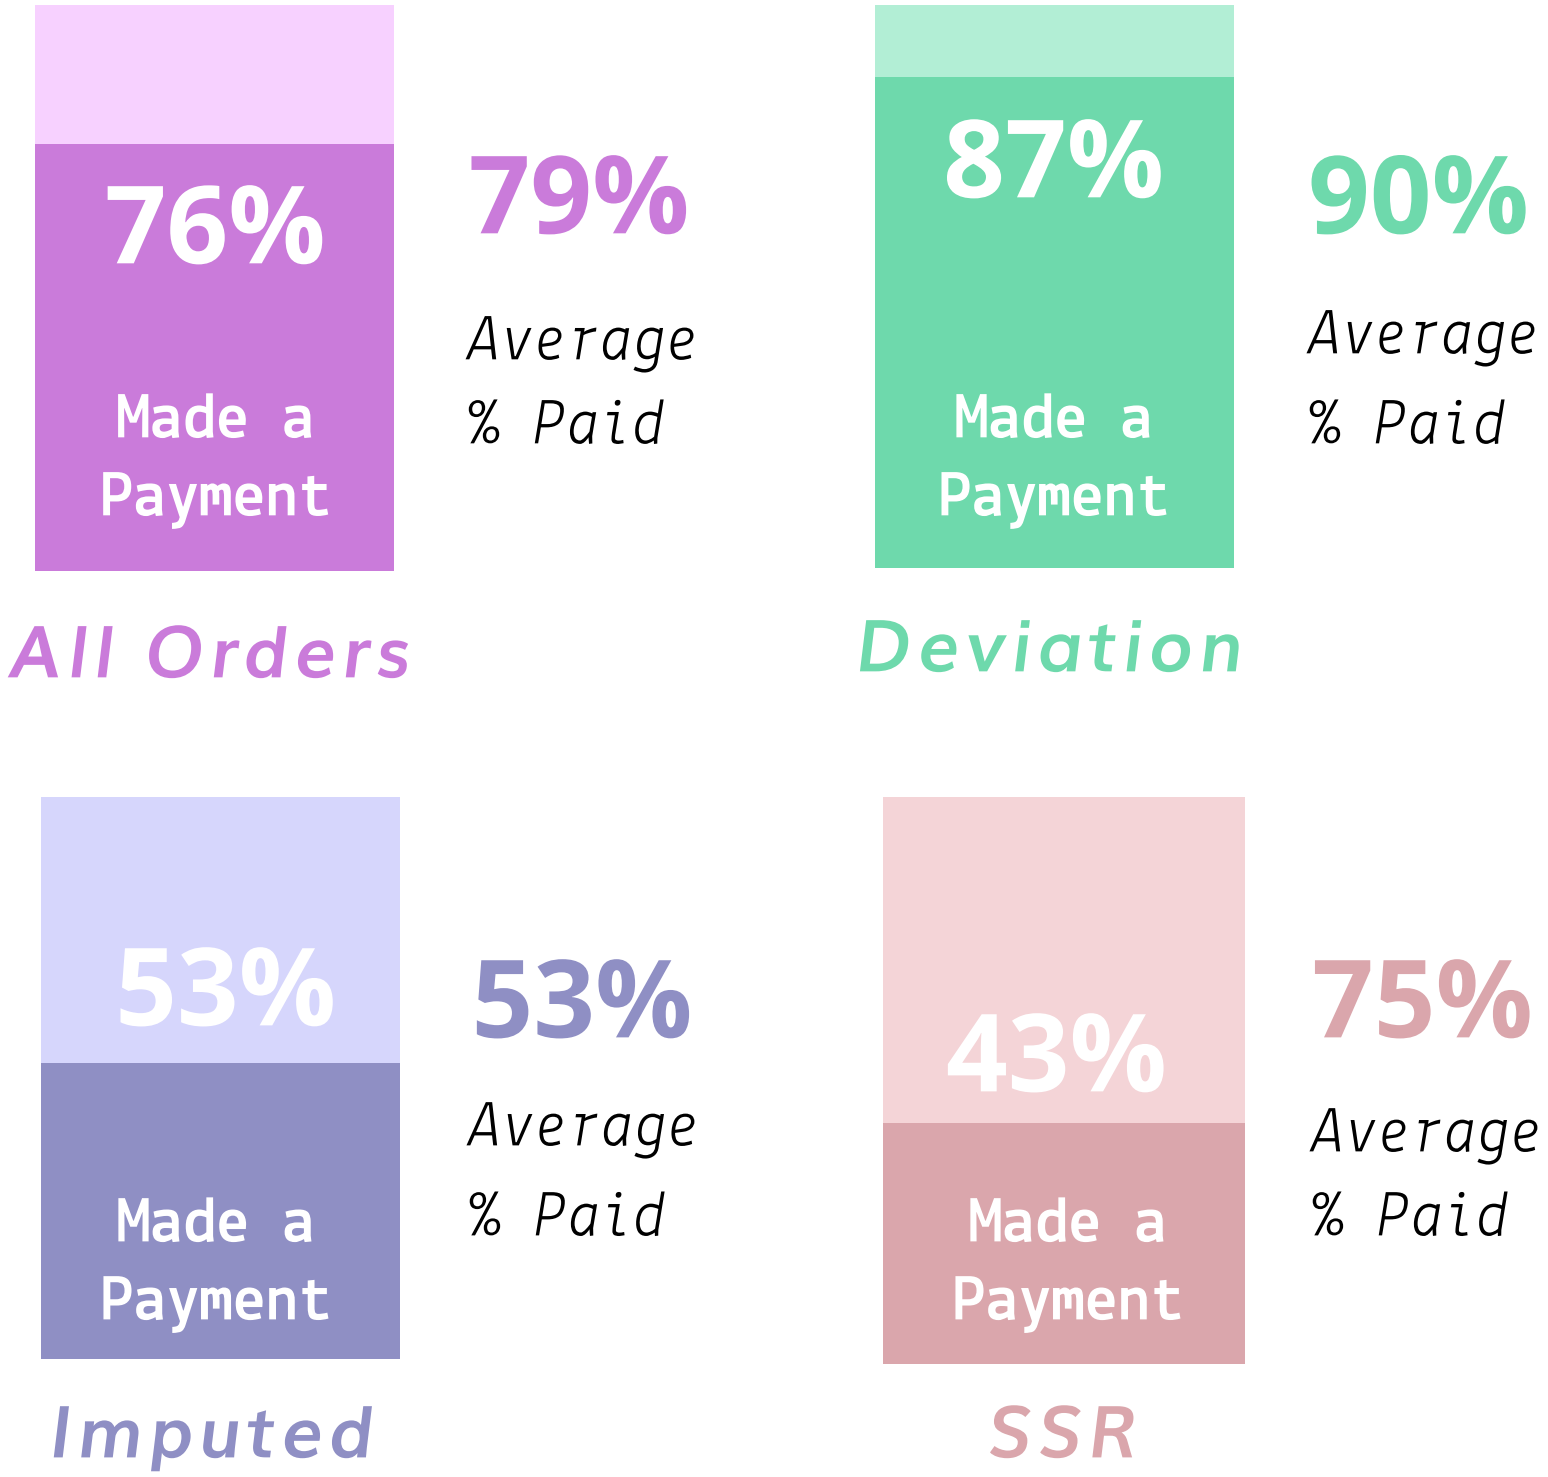 76%
Made a
Payment
79%
Average
% Paid
All Orders
87%
Made a
Payment
90%
Average
% Paid
Deviation
53%
Made a
Payment
53%
Average
% Paid
Imputed
43%
Made a
Payment
75%
Average
% Paid
SSR